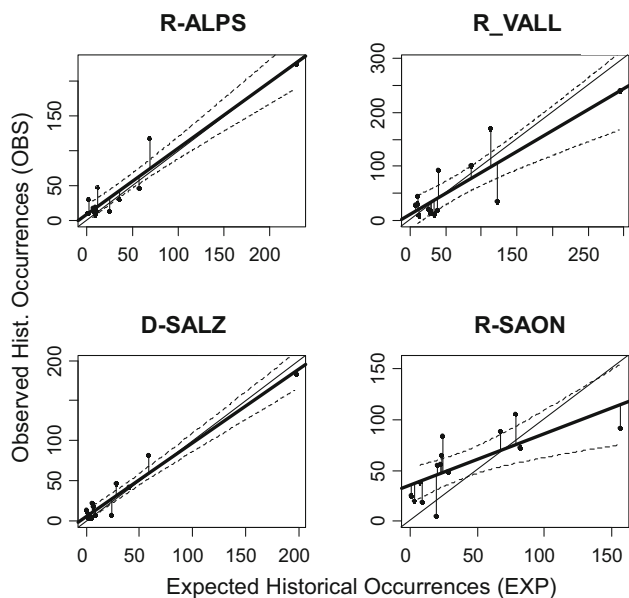 R-ALPS
R_VALL
0 50 150
0 50 100 150 200
0 100 200 300
0 50 150 250
D-SALZ
R-SAON
0 50 100 200
0 50 100 150 200
0 50 100 150
0 50 100 150
Observed Hist. Occurrences (OBS)
Expected Historical Occurrences (EXP)